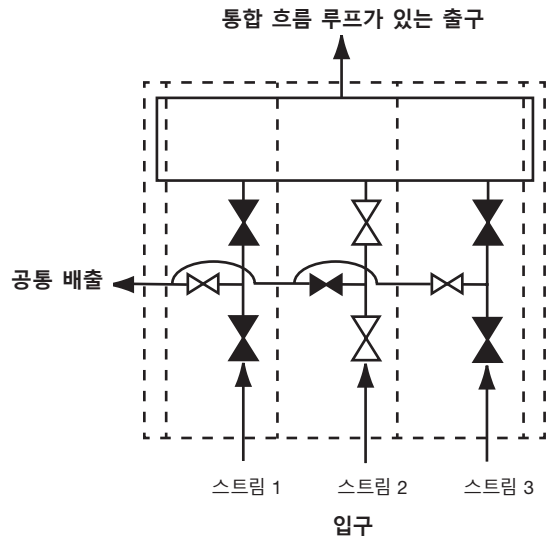 통합 흐름 루프가 있는 출구
공통 배출
스트림 1
스트림 2
스트림 3
입구